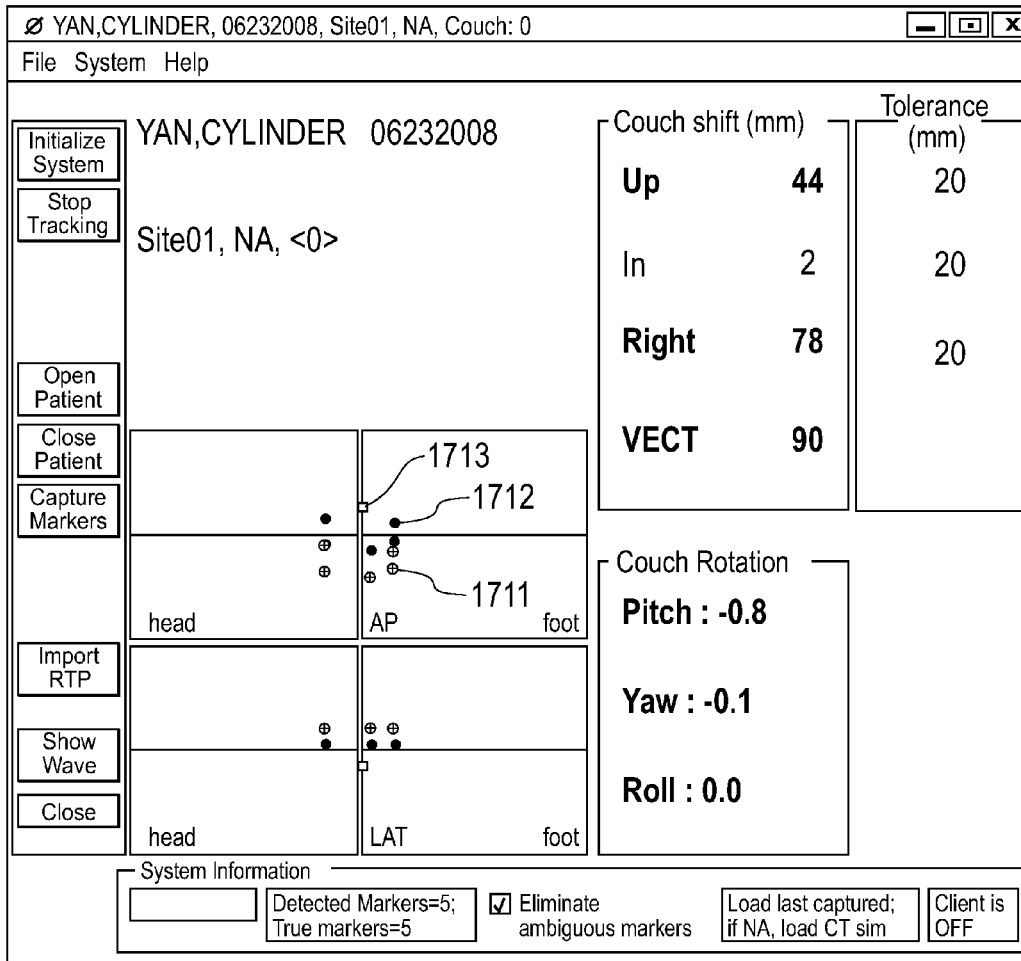 Ø YAN,CYLINDER, 06232008, Site01, NA, Couch: 0
File System Help
Initialize
System
Stop
Tracking
Open
Patient
Close
Patient
Capture
Markers
Import
RTP
Show
Wave
Close
YAN,CYLINDER 06232008
Site01, NA, <0>
1713
1712
1711
head
AP
foot
head
LAT
foot
Couch shift (mm)
Up 44
In 2
Right 78
VECT 90
Tolerance
(mm)
20
20
20
Couch Rotation
Pitch : -0.8
Yaw : -0.1
Roll : 0.0
System Information
Detected Markers=5;
True markers=5
Eliminate
ambiguous markers
Load last captured;
if NA, load CT sim
Client is
OFF